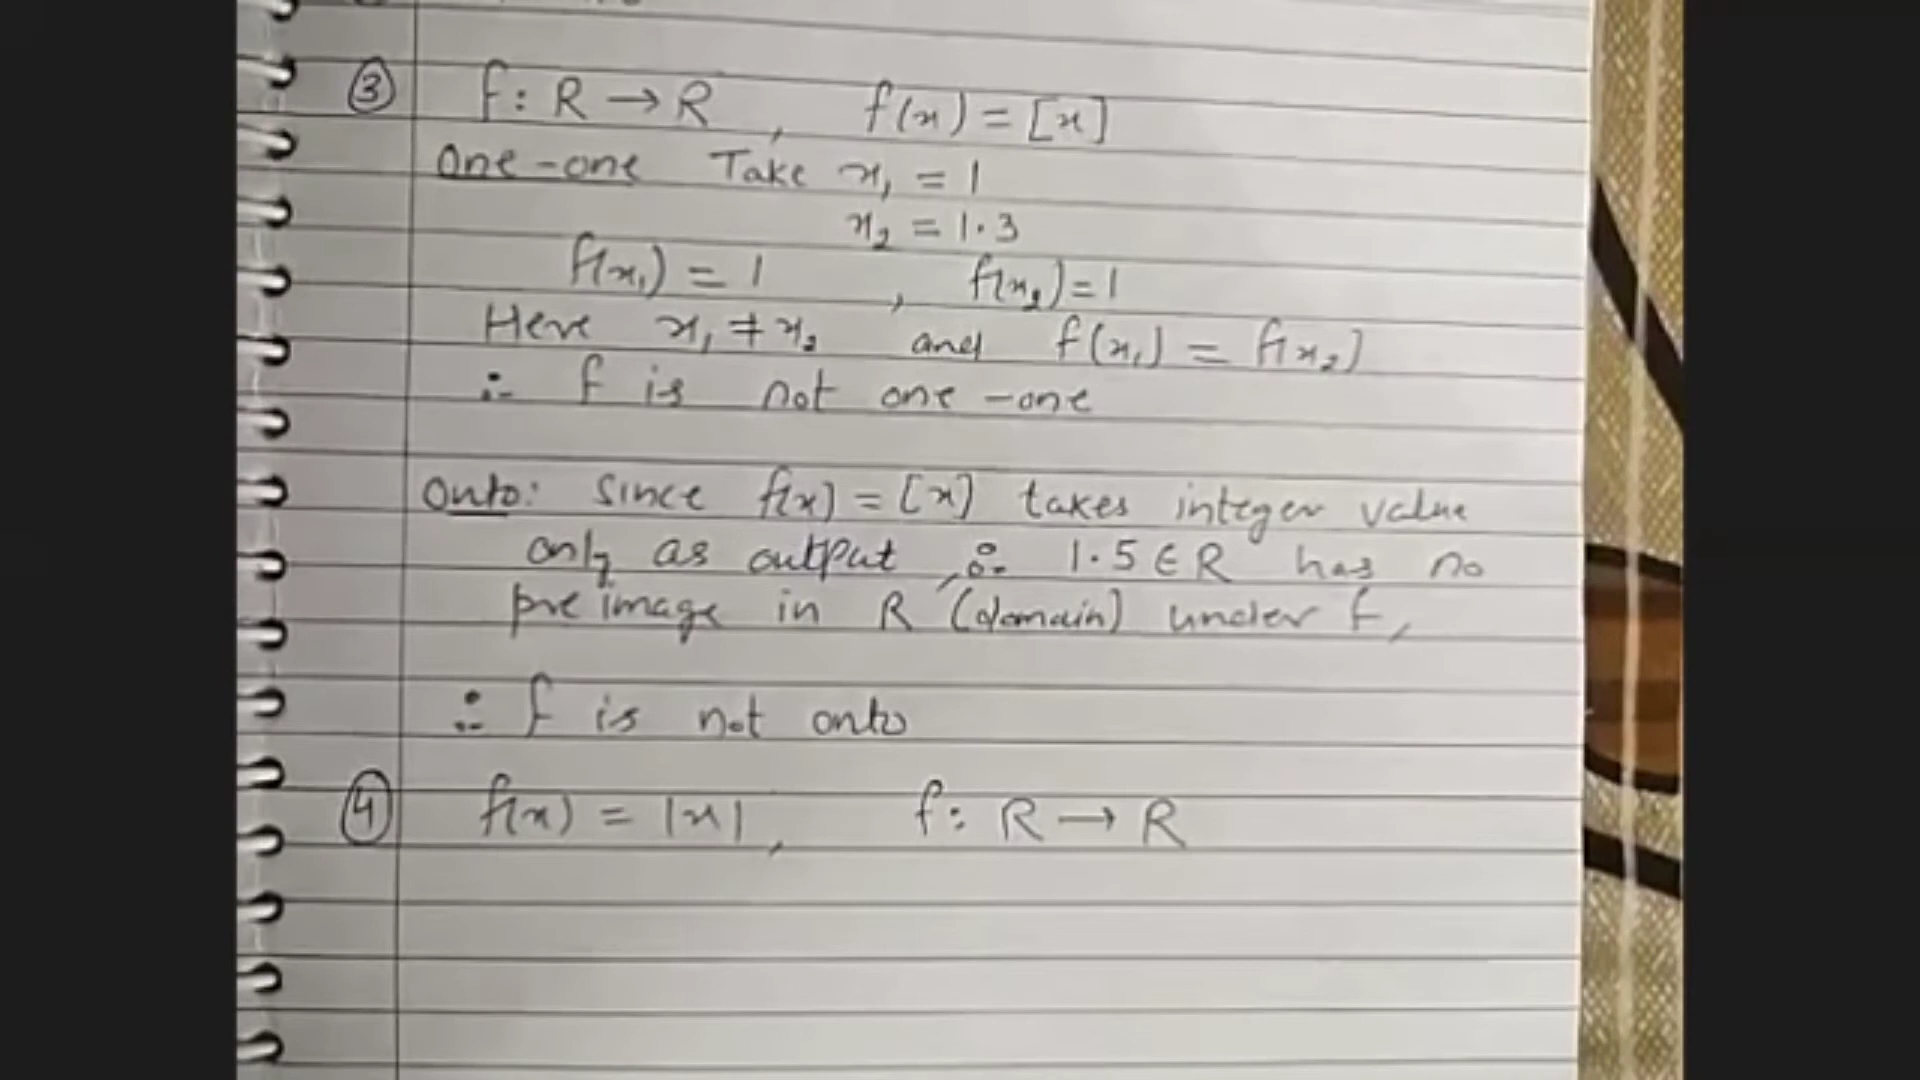 ③ f: R → R , f(x) = [x]
One-one Take x₁ = 1
x₂ = 1.3
f(x₁) = 1 , f(x₂) = 1
Here x₁ ≠ x₂ and f(x₁) = f(x₂)
∴ f is not one-one
Onto: Since f(x) = [x] takes integer value
only as output, ∴ 1.5 ∈ R has no
pre image in R (domain) under f,
∴ f is not onto
④ f(x) = |x|, f: R → R